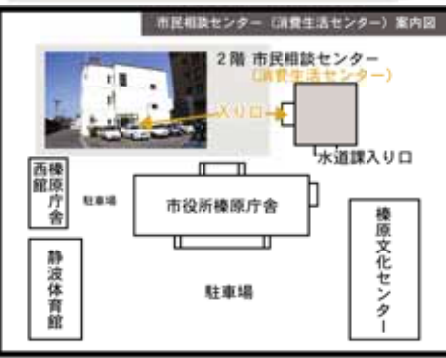 市民相談センター（消費生活センター）案内図
2階 市民相談センター
（消費生活センター）
入り口
水道課入り口
榛原庁舎西館
駐車場
市役所榛原庁舎
榛原文化センター
静波体育館
駐車場